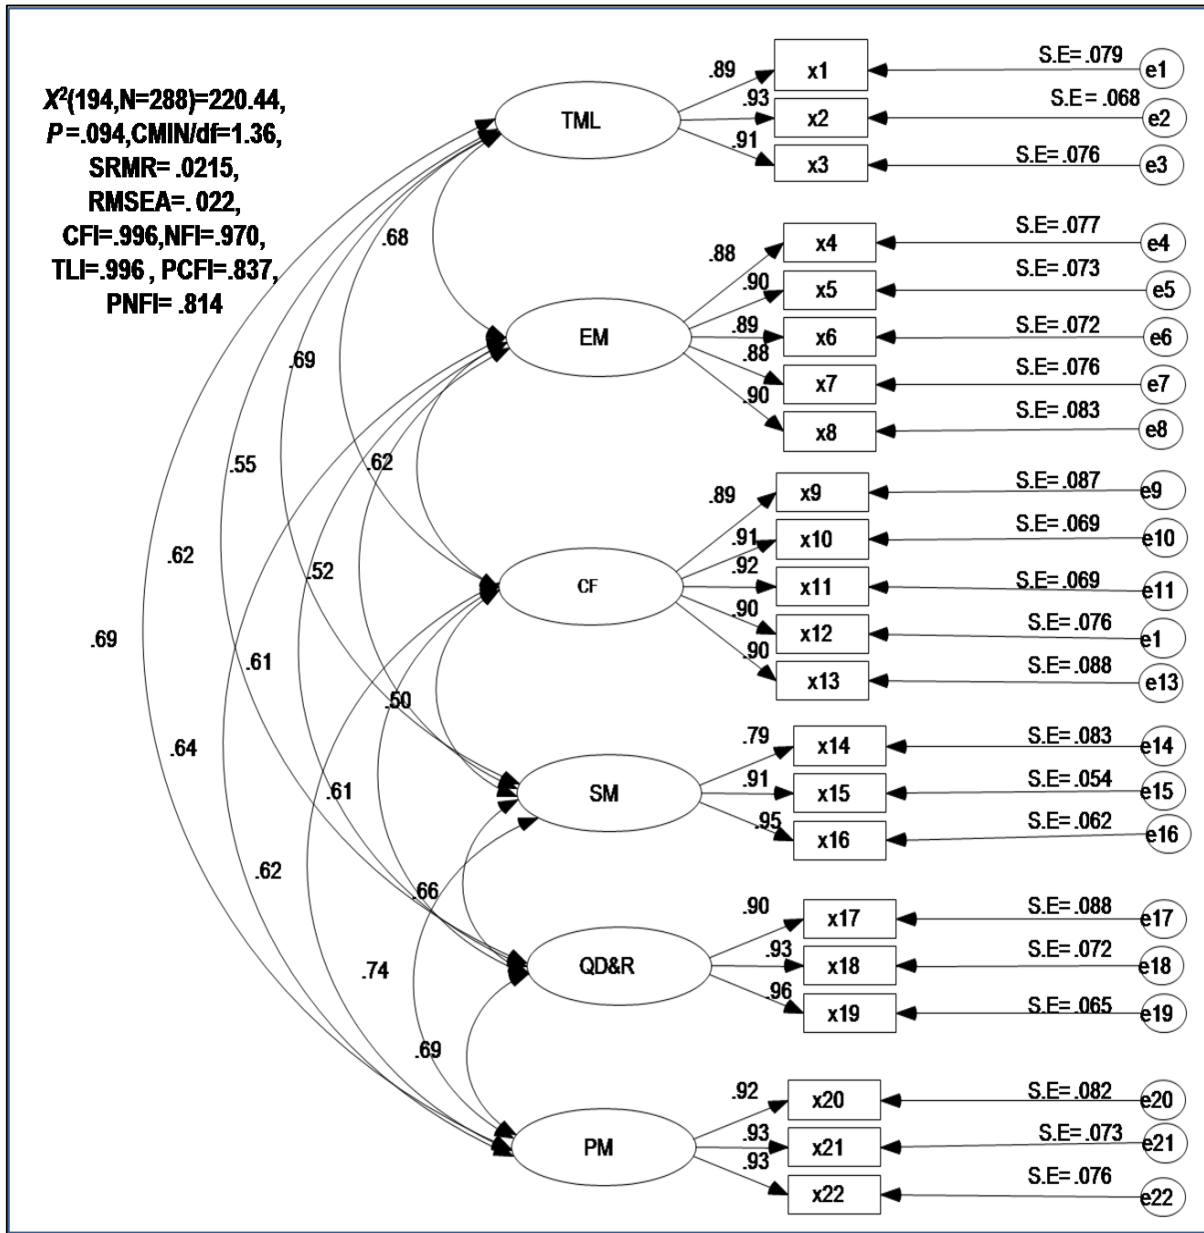 X²(194,N=288)=220.44,
P=.094,CMIN/df=1.36,
SRMR= .0215,
RMSEA=. 022,
CFI=.996,NFI=.970,
TLI=.996 , PCFI=.837,
PNFI= .814
TML
.89
x1
S.E= .079
e1
.93
x2
S.E = .068
e2
.91
x3
S.E= .076
e3
.68
EM
.88
x4
S.E= .077
e4
.90
x5
S.E= .073
e5
.89
x6
S.E= .072
e6
.88
x7
S.E= .076
e7
.90
x8
S.E= .083
e8
.69
.55
.62
.62
.52
.69
CF
.89
x9
S.E= .087
e9
.91
x10
S.E= .069
e10
.92
x11
S.E= .069
e11
.90
x12
S.E= .076
e1
.90
x13
S.E= .088
e13
.61
.50
.64
.61
SM
.79
x14
S.E= .083
e14
.91
x15
S.E= .054
e15
.95
x16
S.E= .062
e16
.62
.66
.74
QD&R
.90
x17
S.E= .088
e17
.93
x18
S.E= .072
e18
.96
x19
S.E= .065
e19
.69
PM
.92
x20
S.E= .082
e20
.93
x21
S.E= .073
e21
.93
x22
S.E= .076
e22